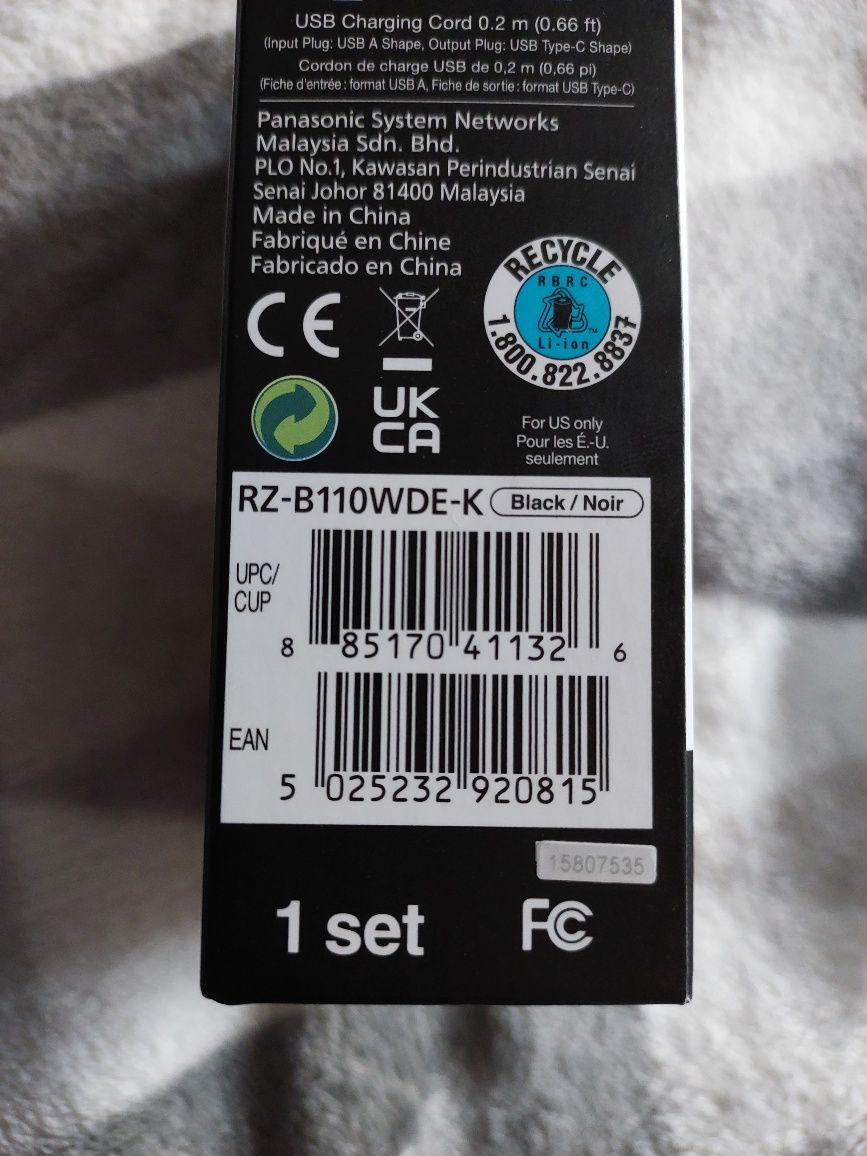 USB Charging Cord 0.2 m (0.66 ft)
(Input Plug: USB A Shape, Output Plug: USB Type-C Shape)
Cordon de charge USB de 0,2 m (0,66 pi)
(Fiche d'entrée : format USB A, Fiche de sortie : format USB Type-C)
Panasonic System Networks
Malaysia Sdn. Bhd.
PLO No.1, Kawasan Perindustrian Senai
Senai Johor 81400 Malaysia
Made in China
Fabriqué en Chine
Fabricado en China
CE
RECYCLE
RBRC
TM
Li-ion
1.800.822.8837
UK
CA
For US only
Pour les É.-U.
seulement
RZ-B110WDE-K Black / Noir
UPC/
CUP
8 85170 41132 6
EAN
5 025232 920815
15807535
1 set FC